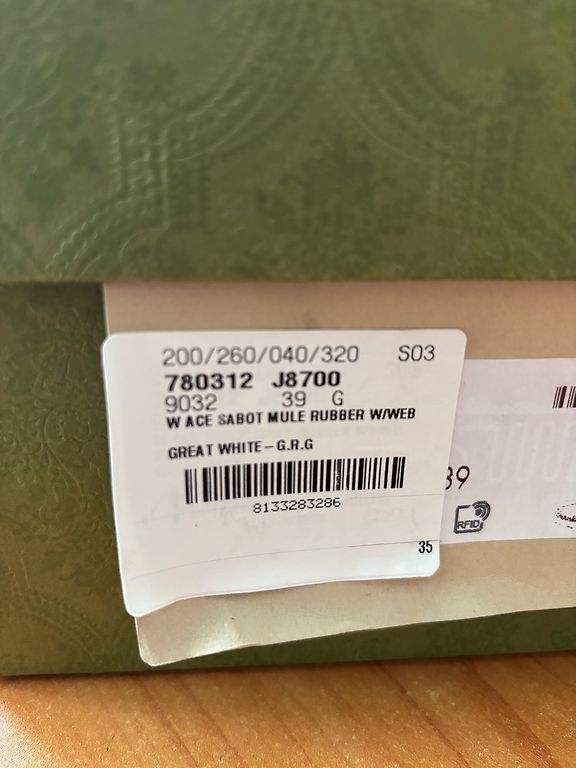 200/260/040/320 S03
780312 J8700
9032 39 G
W ACE SABOT MULE RUBBER W/WEB
GREAT WHITE-G.R.G
8133283286
35
39
RFID